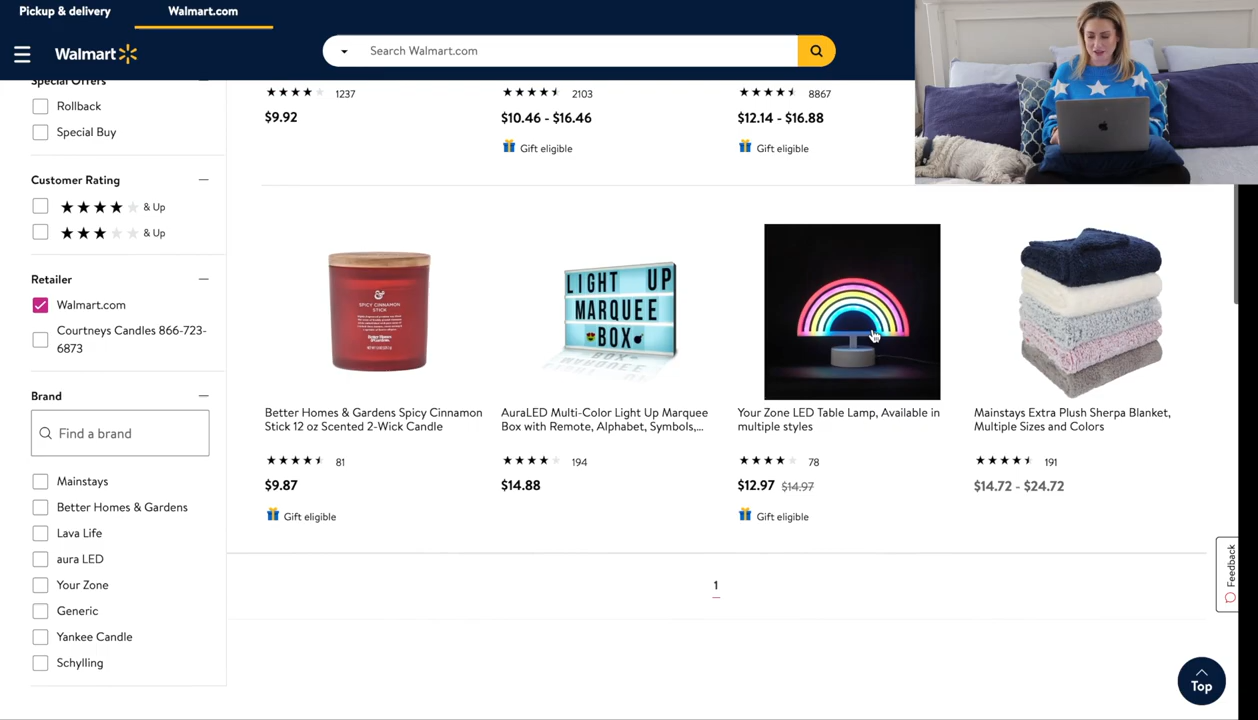 Pickup & delivery
Walmart.com
Walmart
Search Walmart.com
Special Offers
Rollback
Special Buy
Customer Rating
& Up
& Up
Retailer
Walmart.com
Courtneys Candles 866-723-
6873
Brand
Find a brand
Mainstays
Better Homes & Gardens
Lava Life
aura LED
Your Zone
Generic
Yankee Candle
Schylling
1237
$9.92
2103
$10.46 - $16.46
Gift eligible
8867
$12.14 - $16.88
Gift eligible
&
SPICY CINNAMON
STICK
Better Homes
& Gardens
Better Homes & Gardens Spicy Cinnamon
Stick 12 oz Scented 2-Wick Candle
81
$9.87
Gift eligible
LIGHT UP
MARQUEE
BOX
AuraLED Multi-Color Light Up Marquee
Box with Remote, Alphabet, Symbols,...
194
$14.88
Your Zone LED Table Lamp, Available in
multiple styles
78
$12.97 $14.97
Gift eligible
Mainstays Extra Plush Sherpa Blanket,
Multiple Sizes and Colors
191
$14.72 - $24.72
1
Feedback
Top